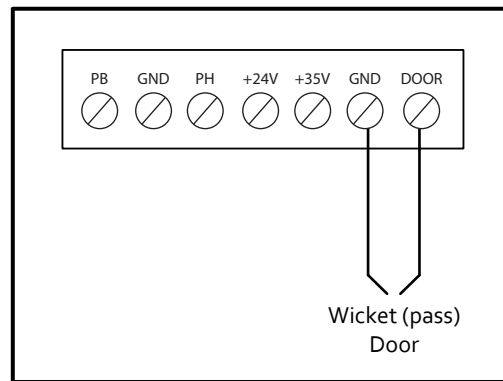 PB GND PH +24V +35V GND DOOR
Wicket (pass)
Door